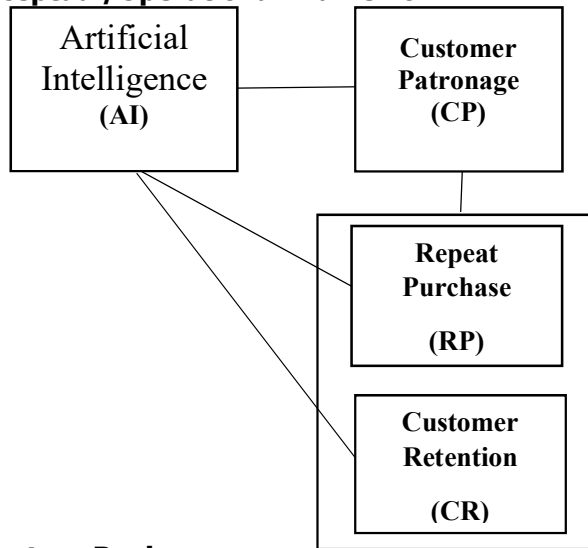 Artificial
Intelligence
(AI)
Customer
Patronage
(CP)
Repeat
Purchase
(RP)
Customer
Retention
(CR)